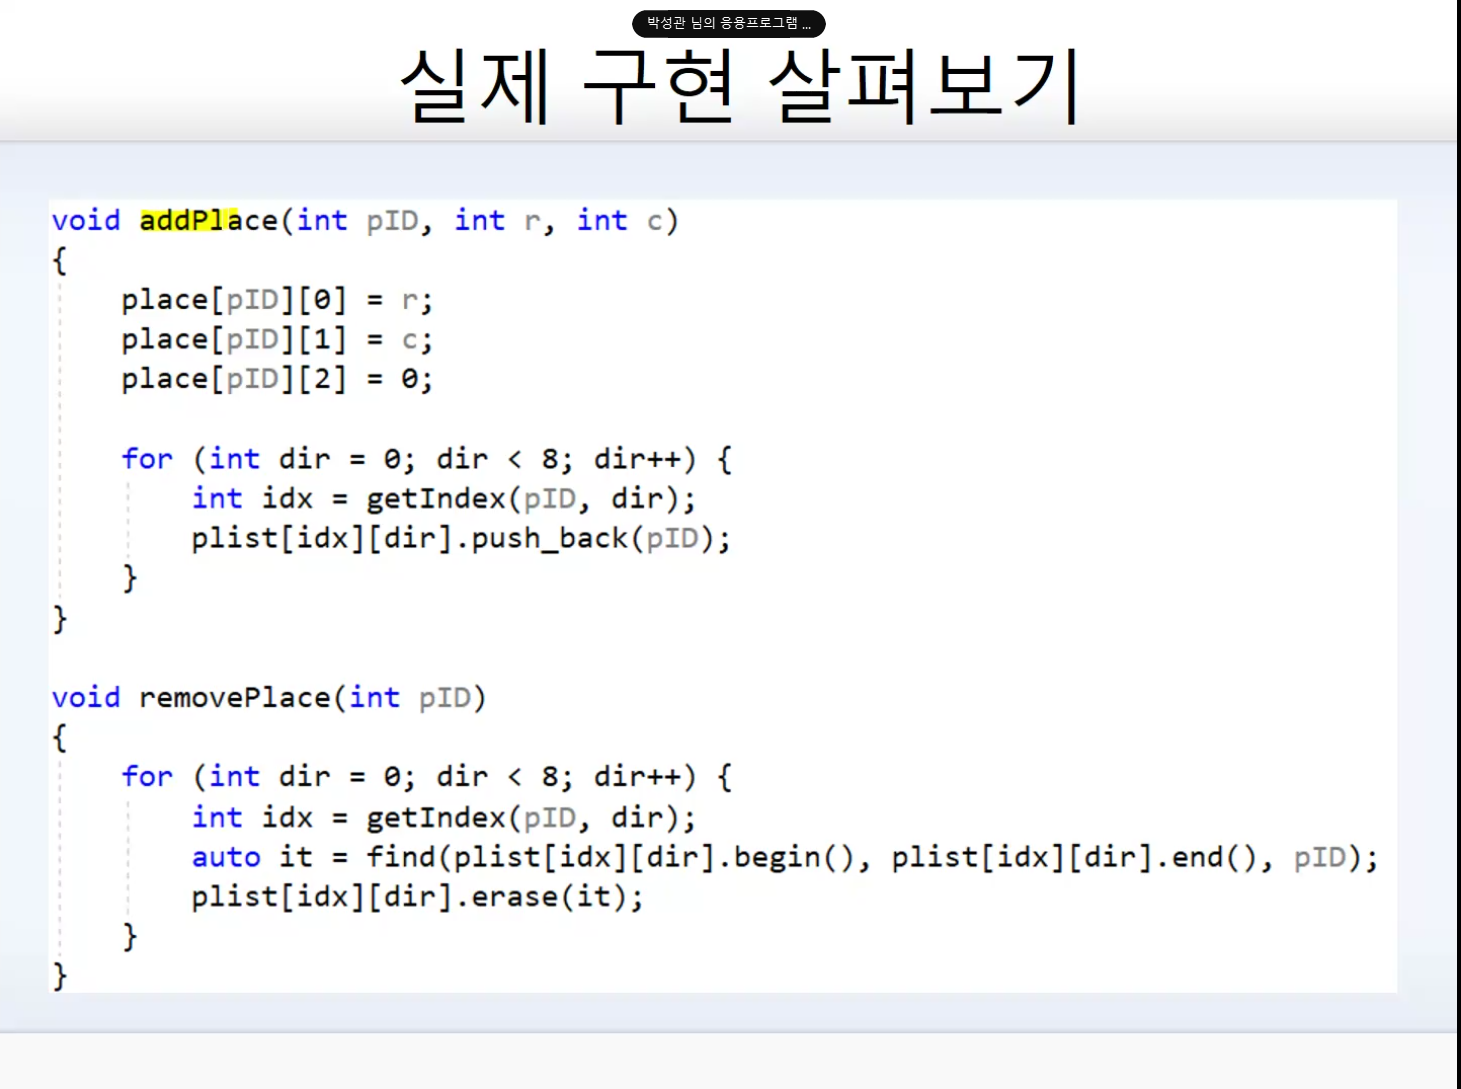 박성관 님의 응용프로그램 ...
실제 구현 살펴보기
void addPlace(int pID, int r, int c)
{
    place[pID][0] = r;
    place[pID][1] = c;
    place[pID][2] = 0;
    for (int dir = 0; dir < 8; dir++) {
        int idx = getIndex(pID, dir);
        plist[idx][dir].push_back(pID);
    }
}
void removePlace(int pID)
{
    for (int dir = 0; dir < 8; dir++) {
        int idx = getIndex(pID, dir);
        auto it = find(plist[idx][dir].begin(), plist[idx][dir].end(), pID);
        plist[idx][dir].erase(it);
    }
}